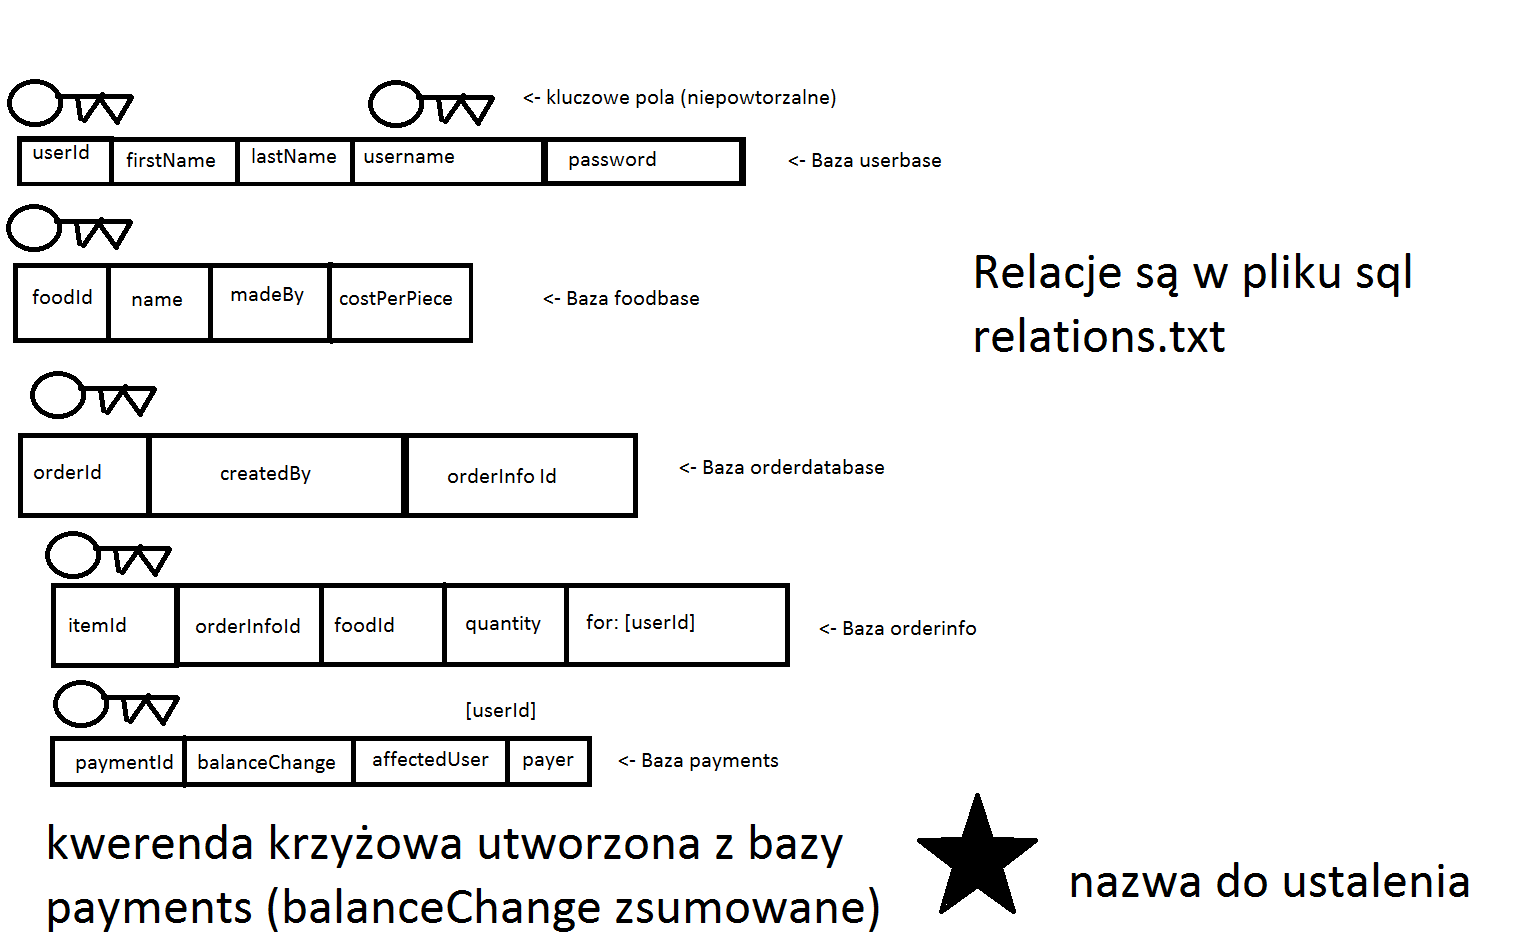 <- kluczowe pola (niepowtorzalne)
userId firstName lastName username password <- Baza userbase
foodId name madeBy costPerPiece <- Baza foodbase
Relacje są w pliku sql
relations.txt
orderId createdBy orderInfo Id <- Baza orderdatabase
itemId orderInfoId foodId quantity for: [userId] <- Baza orderinfo
[userId]
paymentId balanceChange affectedUser payer <- Baza payments
kwerenda krzyżowa utworzona z bazy
payments (balanceChange zsumowane)
nazwa do ustalenia